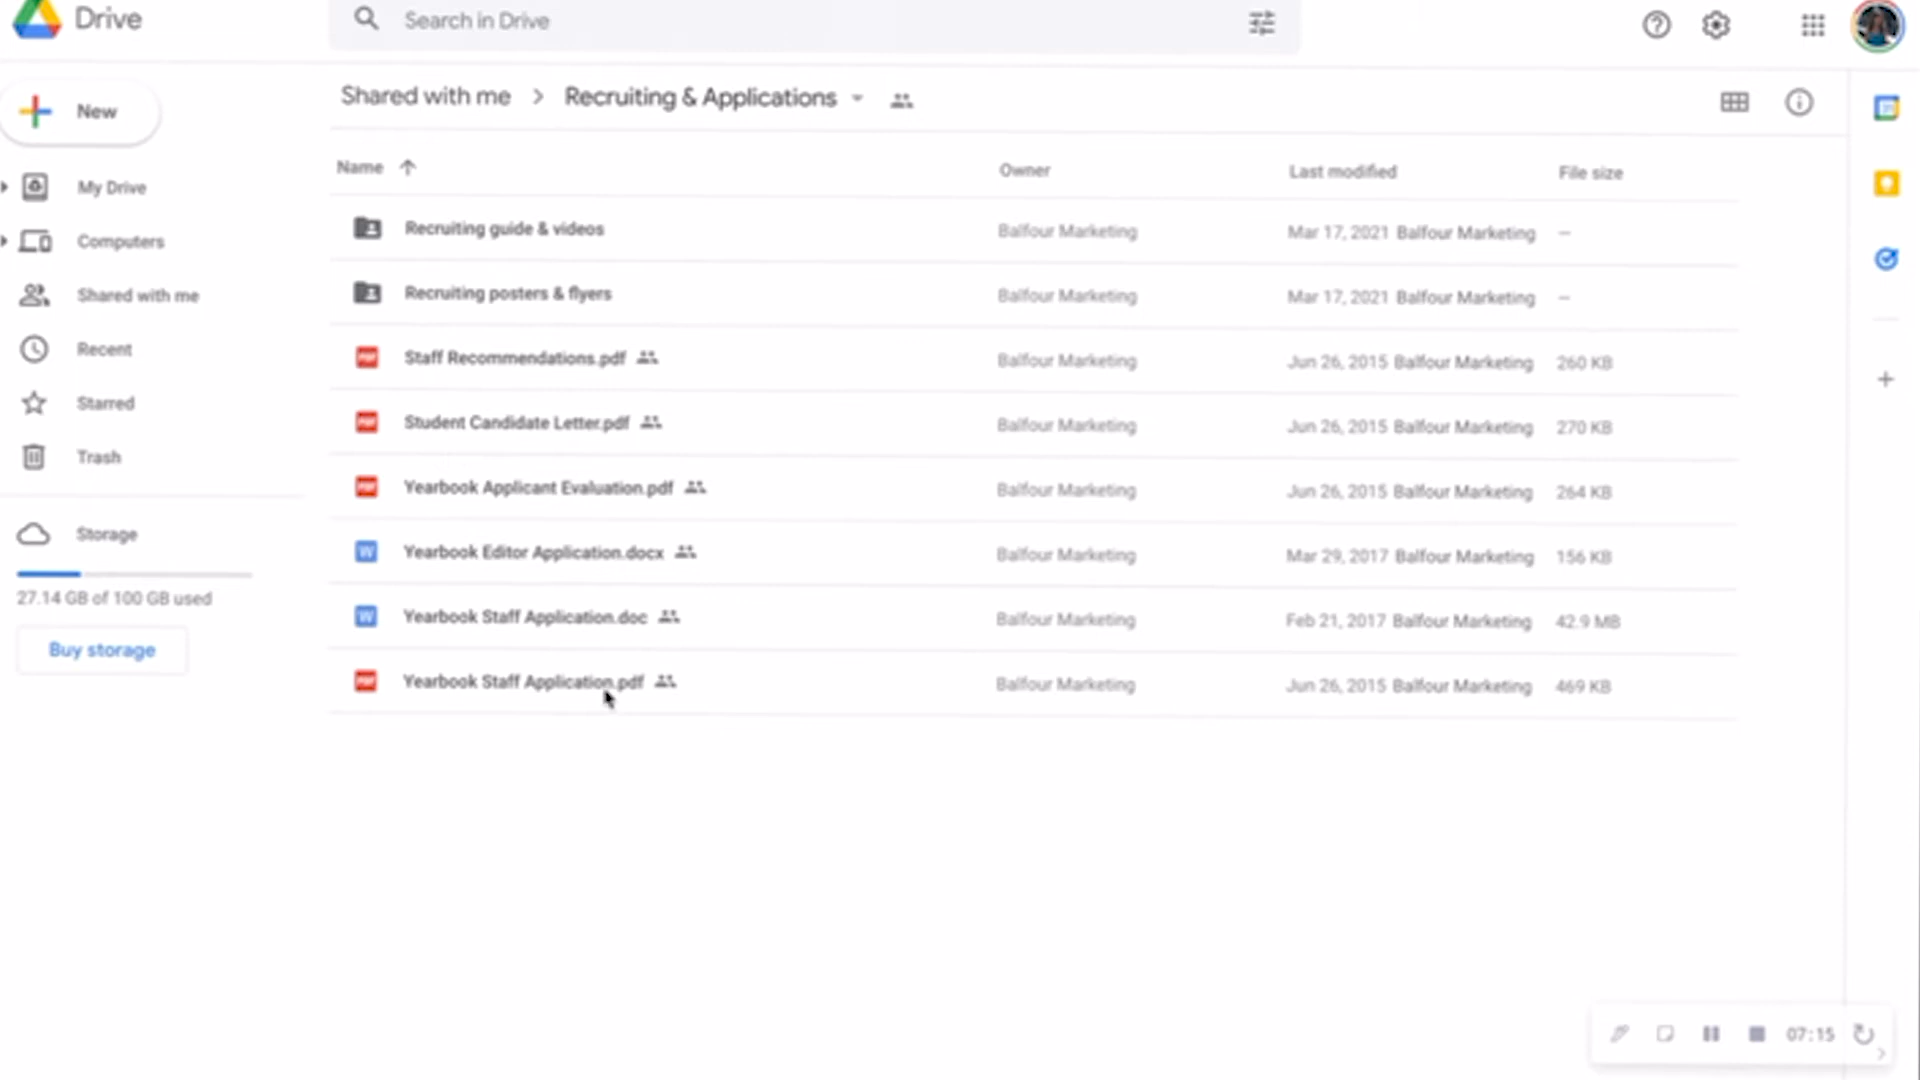 Drive
Search in Drive
New
My Drive
Computers
Shared with me
Recent
Starred
Trash
Storage
27.14 GB of 100 GB used
Buy storage
Shared with me > Recruiting & Applications
Name Owner Last modified File size
Recruiting guide & videos Balfour Marketing Mar 17, 2021 Balfour Marketing –
Recruiting posters & flyers Balfour Marketing Mar 17, 2021 Balfour Marketing –
Staff Recommendations.pdf Balfour Marketing Jun 26, 2015 Balfour Marketing 260 KB
Student Candidate Letter.pdf Balfour Marketing Jun 26, 2015 Balfour Marketing 270 KB
Yearbook Applicant Evaluation.pdf Balfour Marketing Jun 26, 2015 Balfour Marketing 264 KB
W Yearbook Editor Application.docx Balfour Marketing Mar 29, 2017 Balfour Marketing 156 KB
W Yearbook Staff Application.doc Balfour Marketing Feb 21, 2017 Balfour Marketing 42.9 MB
Yearbook Staff Application.pdf Balfour Marketing Jun 26, 2015 Balfour Marketing 469 KB
07:15